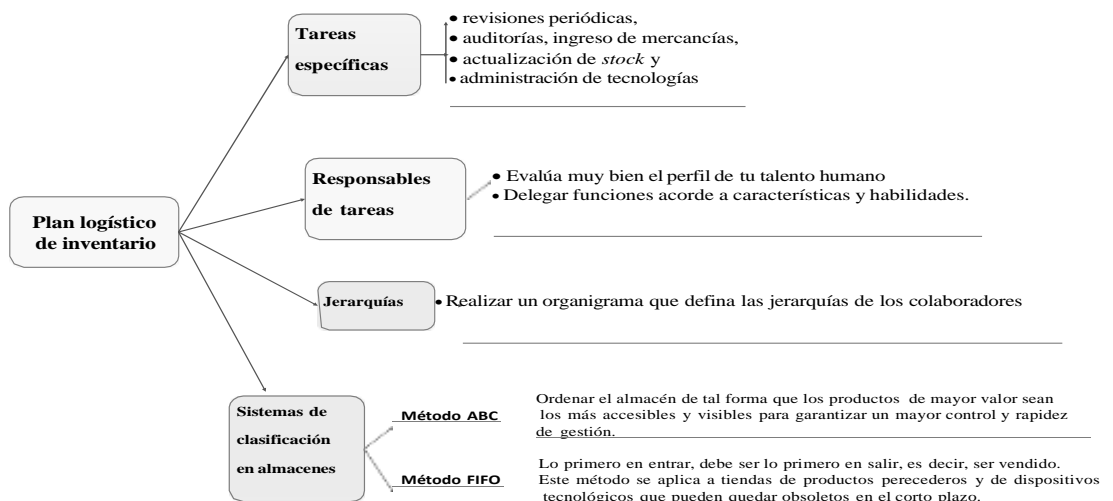 Plan logístico
de inventario
Tareas
específicas
• revisiones periódicas,
• auditorías, ingreso de mercancías,
• actualización de stock y
• administración de tecnologías
Responsables
de tareas
• Evalúa muy bien el perfil de tu talento humano
• Delegar funciones acorde a características y habilidades.
Jerarquías
• Realizar un organigrama que defina las jerarquías de los colaboradores
Sistemas de
clasificación
en almacenes
Método ABC
Ordenar el almacén de tal forma que los productos de mayor valor sean
los más accesibles y visibles para garantizar un mayor control y rapidez
de gestión.
Método FIFO
Lo primero en entrar, debe ser lo primero en salir, es decir, ser vendido.
Este método se aplica a tiendas de productos perecederos y de dispositivos
tecnológicos que pueden quedar obsoletos en el corto plazo.